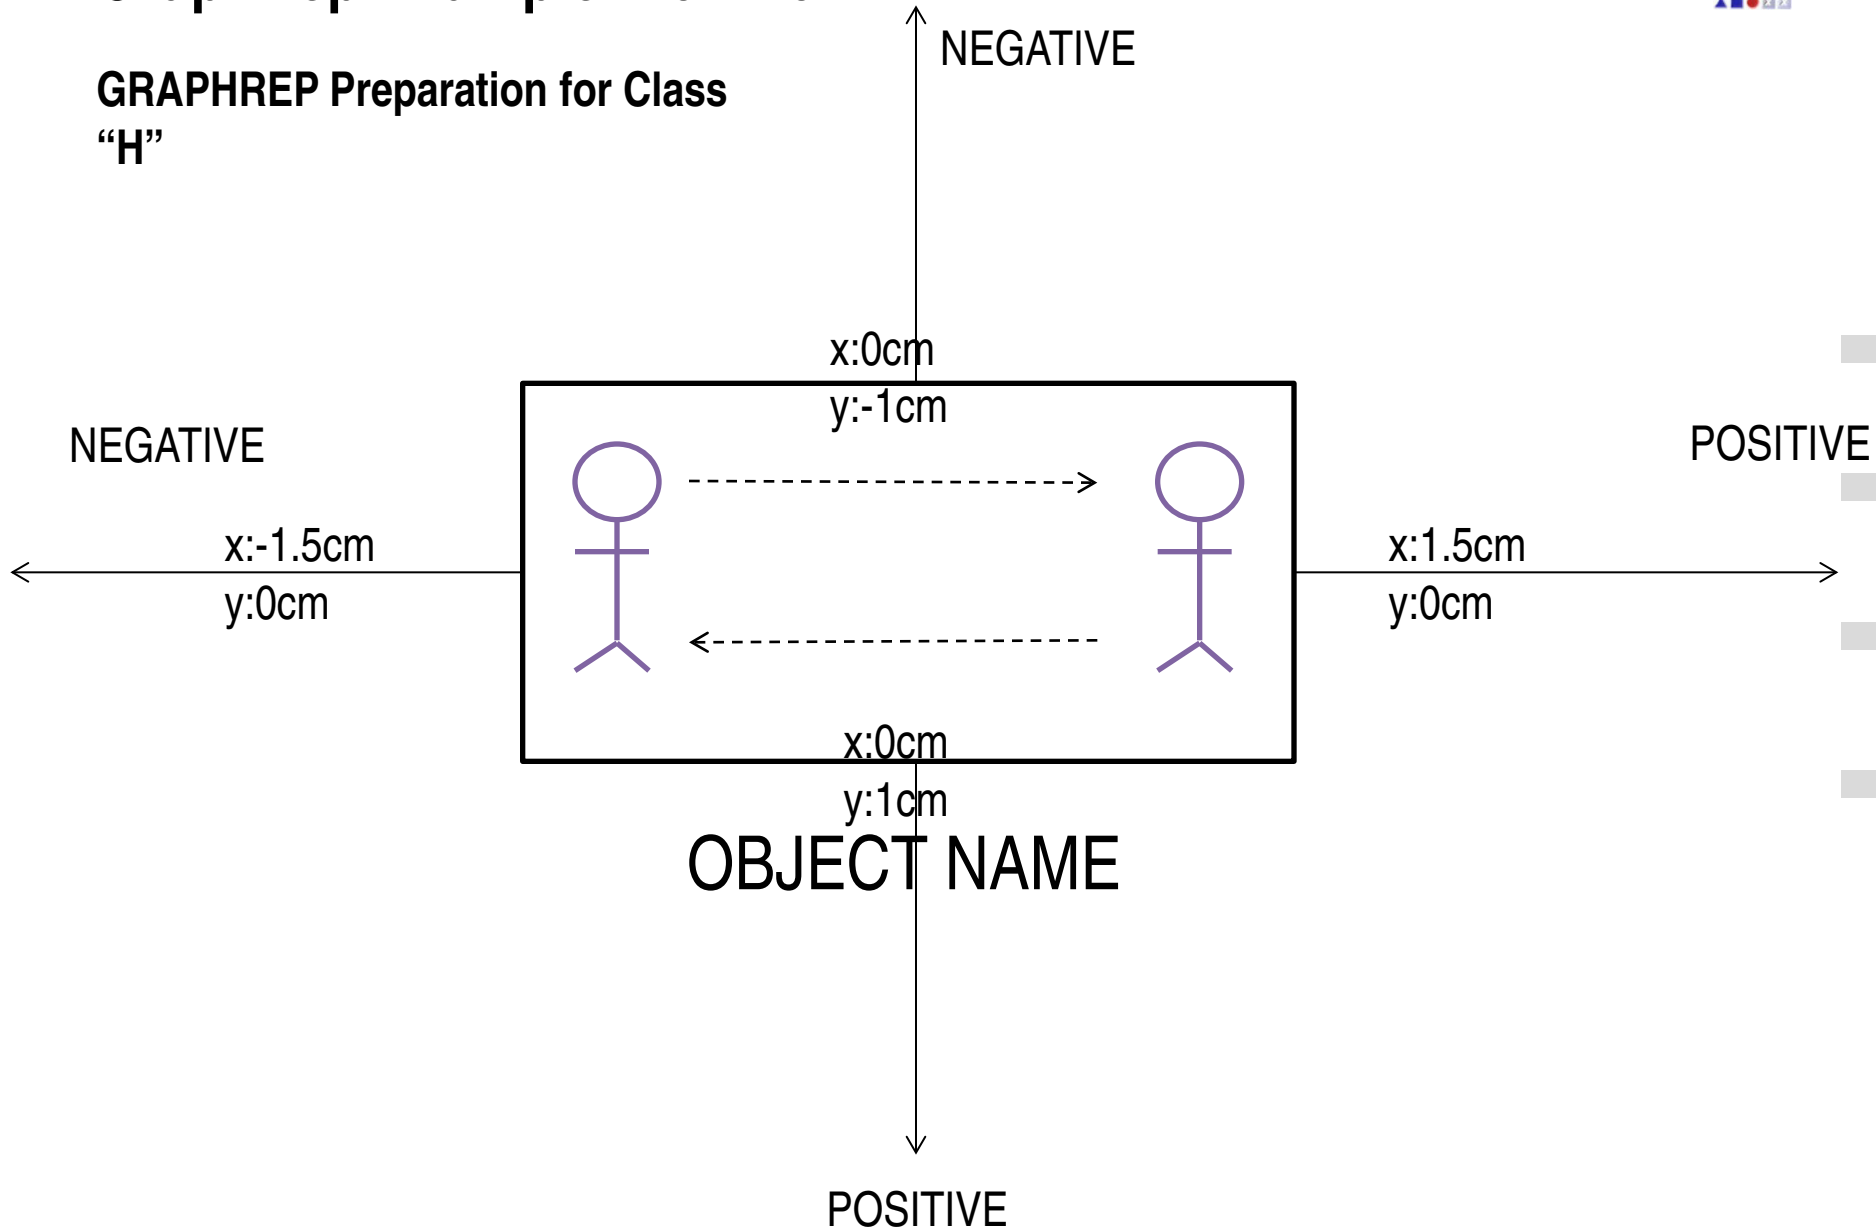 GRAPHREP Preparation for Class
“H”
NEGATIVE
x:0cm
y:-1cm
NEGATIVE
POSITIVE
x:-1.5cm
y:0cm
x:1.5cm
y:0cm
x:0cm
y:1cm
OBJECT NAME
POSITIVE